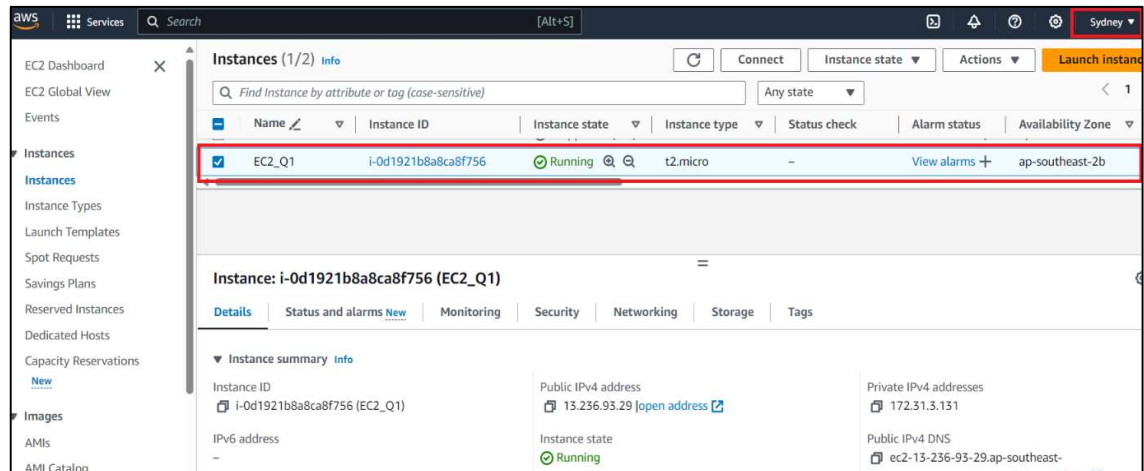 aws Services Search [Alt+S] Sydney
EC2 Dashboard
EC2 Global View
Events
Instances
Instances
Instance Types
Launch Templates
Spot Requests
Savings Plans
Reserved Instances
Dedicated Hosts
Capacity Reservations
New
Images
AMIs
AMI Catalog
Instances (1/2) Info Connect Instance state Actions Launch instanc
Find Instance by attribute or tag (case-sensitive) Any state 1
Name Instance ID Instance state Instance type Status check Alarm status Availability Zone
EC2_Q1 i-0d1921b8a8ca8f756 Running t2.micro – View alarms + ap-southeast-2b
Instance: i-0d1921b8a8ca8f756 (EC2_Q1)
Details Status and alarms New Monitoring Security Networking Storage Tags
Instance summary Info
Instance ID Public IPv4 address Private IPv4 addresses
i-0d1921b8a8ca8f756 (EC2_Q1) 13.236.93.29 |open address 172.31.3.131
IPv6 address Instance state Public IPv4 DNS
– Running ec2-13-236-93-29.ap-southeast-